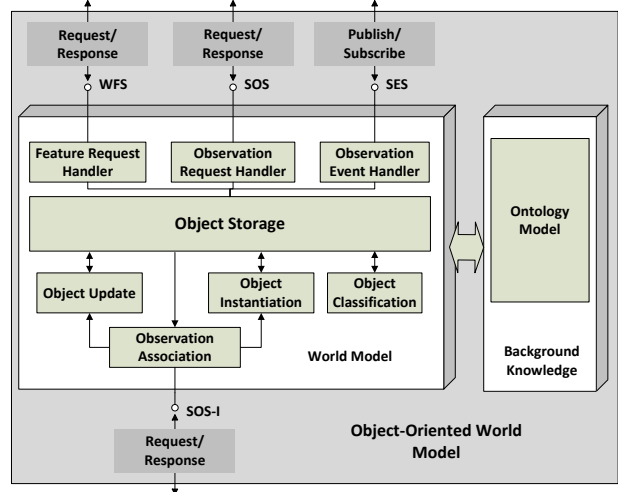 Request/
Response
Request/
Response
Publish/
Subscribe
WFS
SOS
SES
Feature Request
Handler
Observation
Request Handler
Observation
Event Handler
Object Storage
Ontology
Model
Object Update
Object
Instantiation
Object
Classification
Observation
Association
World Model
Background
Knowledge
SOS-I
Request/
Response
Object-Oriented World
Model